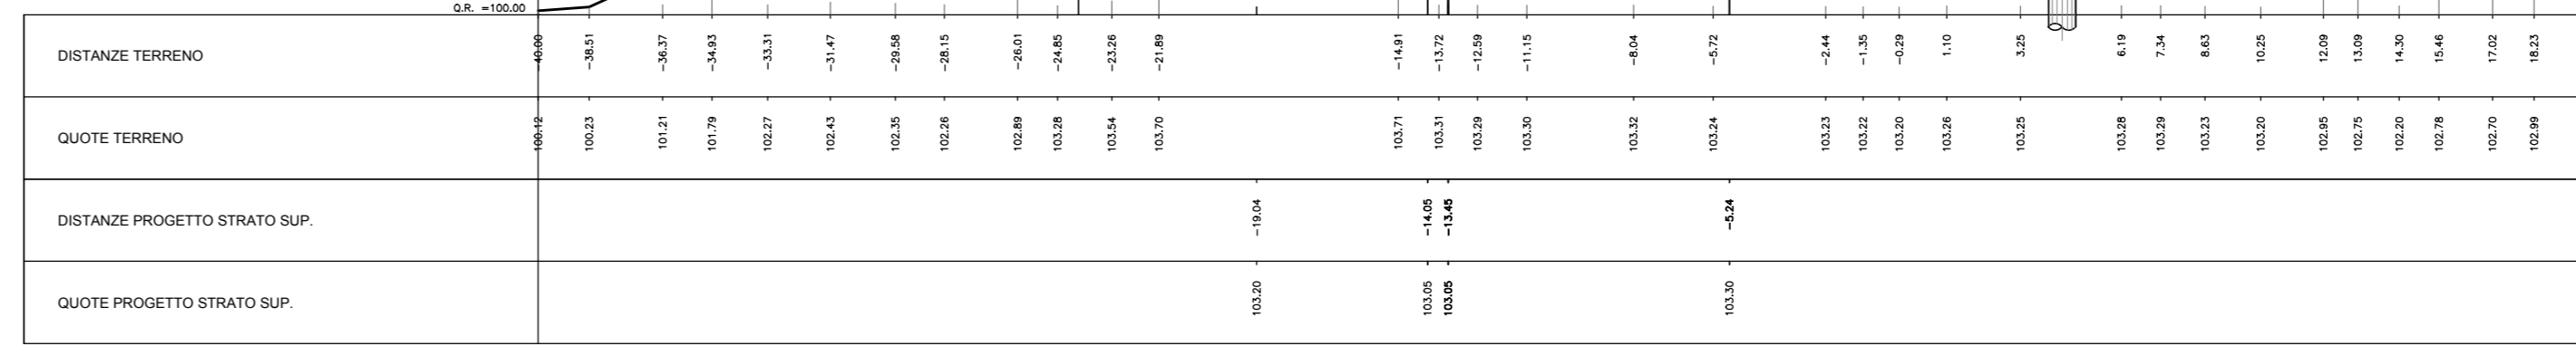 Q.R. =100.00
DISTANZE TERRENO -40.00 -38.51 -36.37 -34.93 -33.31 -31.47 -29.58 -28.15 -26.01 -24.85 -23.26 -21.89 -14.91 -13.72 -12.59 -11.15 -8.04 -5.72 -2.44 -1.35 -0.29 1.10 3.25 6.19 7.34 8.63 10.25 12.09 13.09 14.30 15.46 17.02 18.23
QUOTE TERRENO 100.12 100.23 101.21 101.79 102.27 102.43 102.35 102.26 102.89 103.28 103.54 103.70 103.71 103.31 103.29 103.30 103.32 103.24 103.23 103.22 103.20 103.26 103.25 103.28 103.29 103.23 103.20 102.95 102.75 102.20 102.78 102.70 102.99
DISTANZE PROGETTO STRATO SUP. -19.04 -14.05 -13.45 -5.24
QUOTE PROGETTO STRATO SUP. 103.20 103.05 103.05 103.30